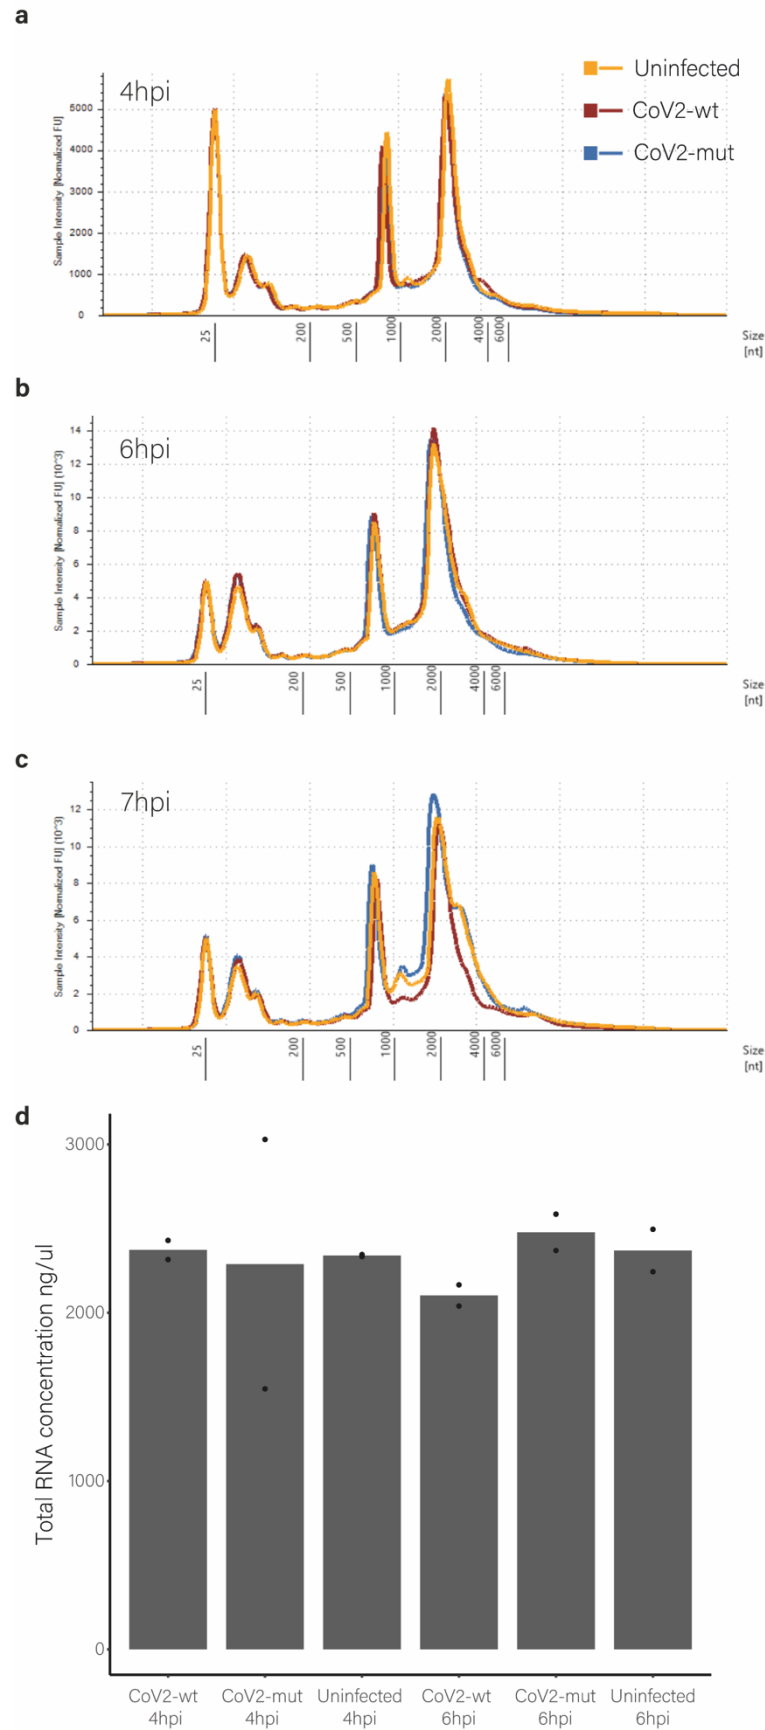 a
4hpi
Uninfected
CoV2-wt
CoV2-mut
Sample Intensity [Normalized FU]
5000
4000
3000
2000
1000
0
25
200
500
1000
2000
4000
6000
Size
[nt]
b
6hpi
Sample Intensity [Normalized FU] (10^3)
14
12
10
8
6
4
2
0
25
200
500
1000
2000
4000
6000
Size
[nt]
c
7hpi
Sample Intensity [Normalized FU] (10^3)
12
10
8
6
4
2
0
25
200
500
1000
2000
4000
6000
Size
[nt]
d
Total RNA concentration ng/ul
3000
2000
1000
0
CoV2-wt CoV2-mut Uninfected CoV2-wt CoV2-mut Uninfected
4hpi 4hpi 4hpi 6hpi 6hpi 6hpi